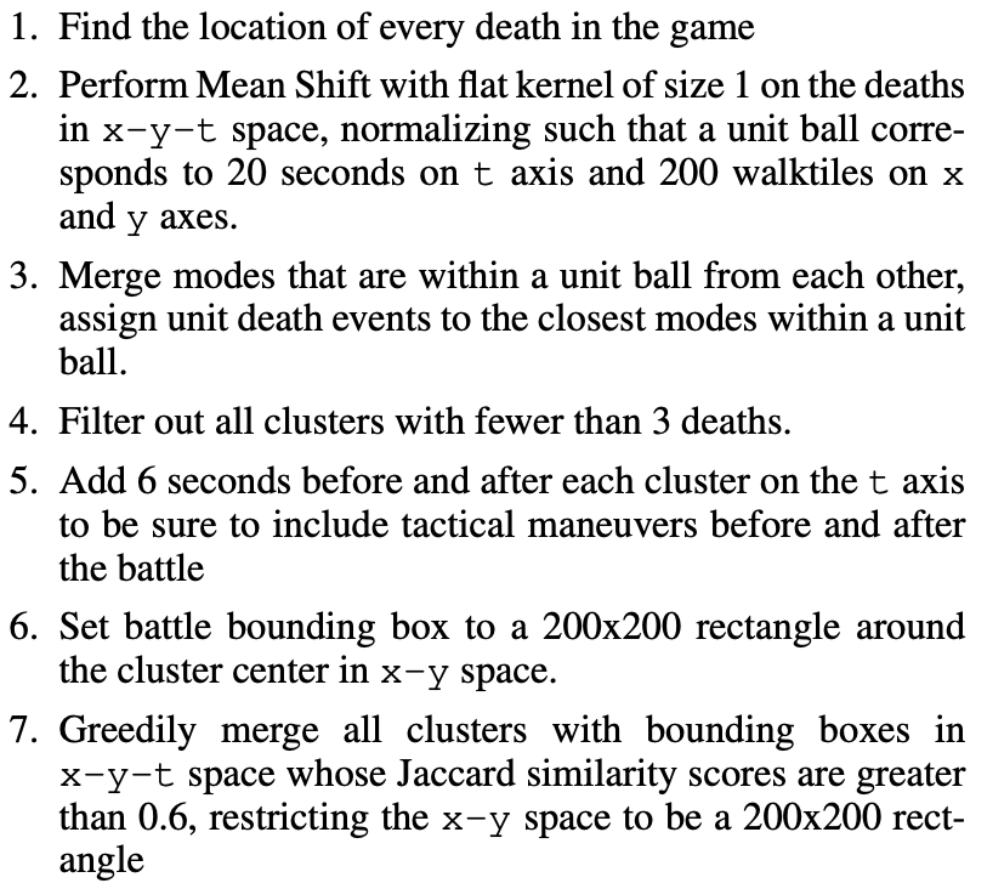 1. Find the location of every death in the game
2. Perform Mean Shift with flat kernel of size 1 on the deaths
in x-y-t space, normalizing such that a unit ball corre-
sponds to 20 seconds on t axis and 200 walktiles on x
and y axes.
3. Merge modes that are within a unit ball from each other,
assign unit death events to the closest modes within a unit
ball.
4. Filter out all clusters with fewer than 3 deaths.
5. Add 6 seconds before and after each cluster on the t axis
to be sure to include tactical maneuvers before and after
the battle
6. Set battle bounding box to a 200x200 rectangle around
the cluster center in x-y space.
7. Greedily merge all clusters with bounding boxes in
x-y-t space whose Jaccard similarity scores are greater
than 0.6, restricting the x-y space to be a 200x200 rect-
angle